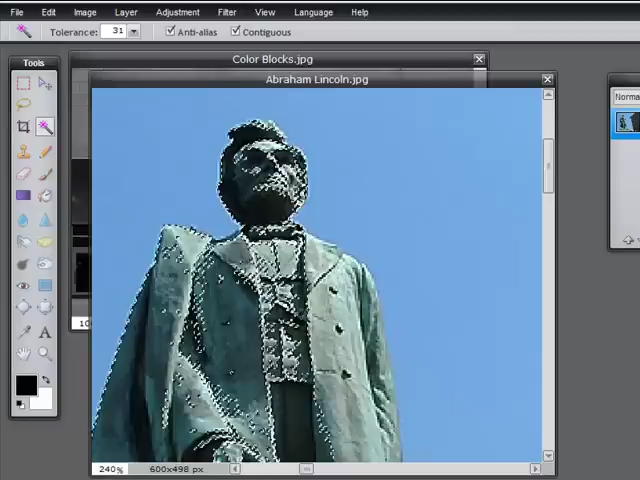 File Edit Image Layer Adjustment Filter View Language Help
Tolerance: 31 Anti-alias Contiguous
Tools
Color Blocks.jpg
Abraham Lincoln.jpg
Norma
10
240% 600x498 px